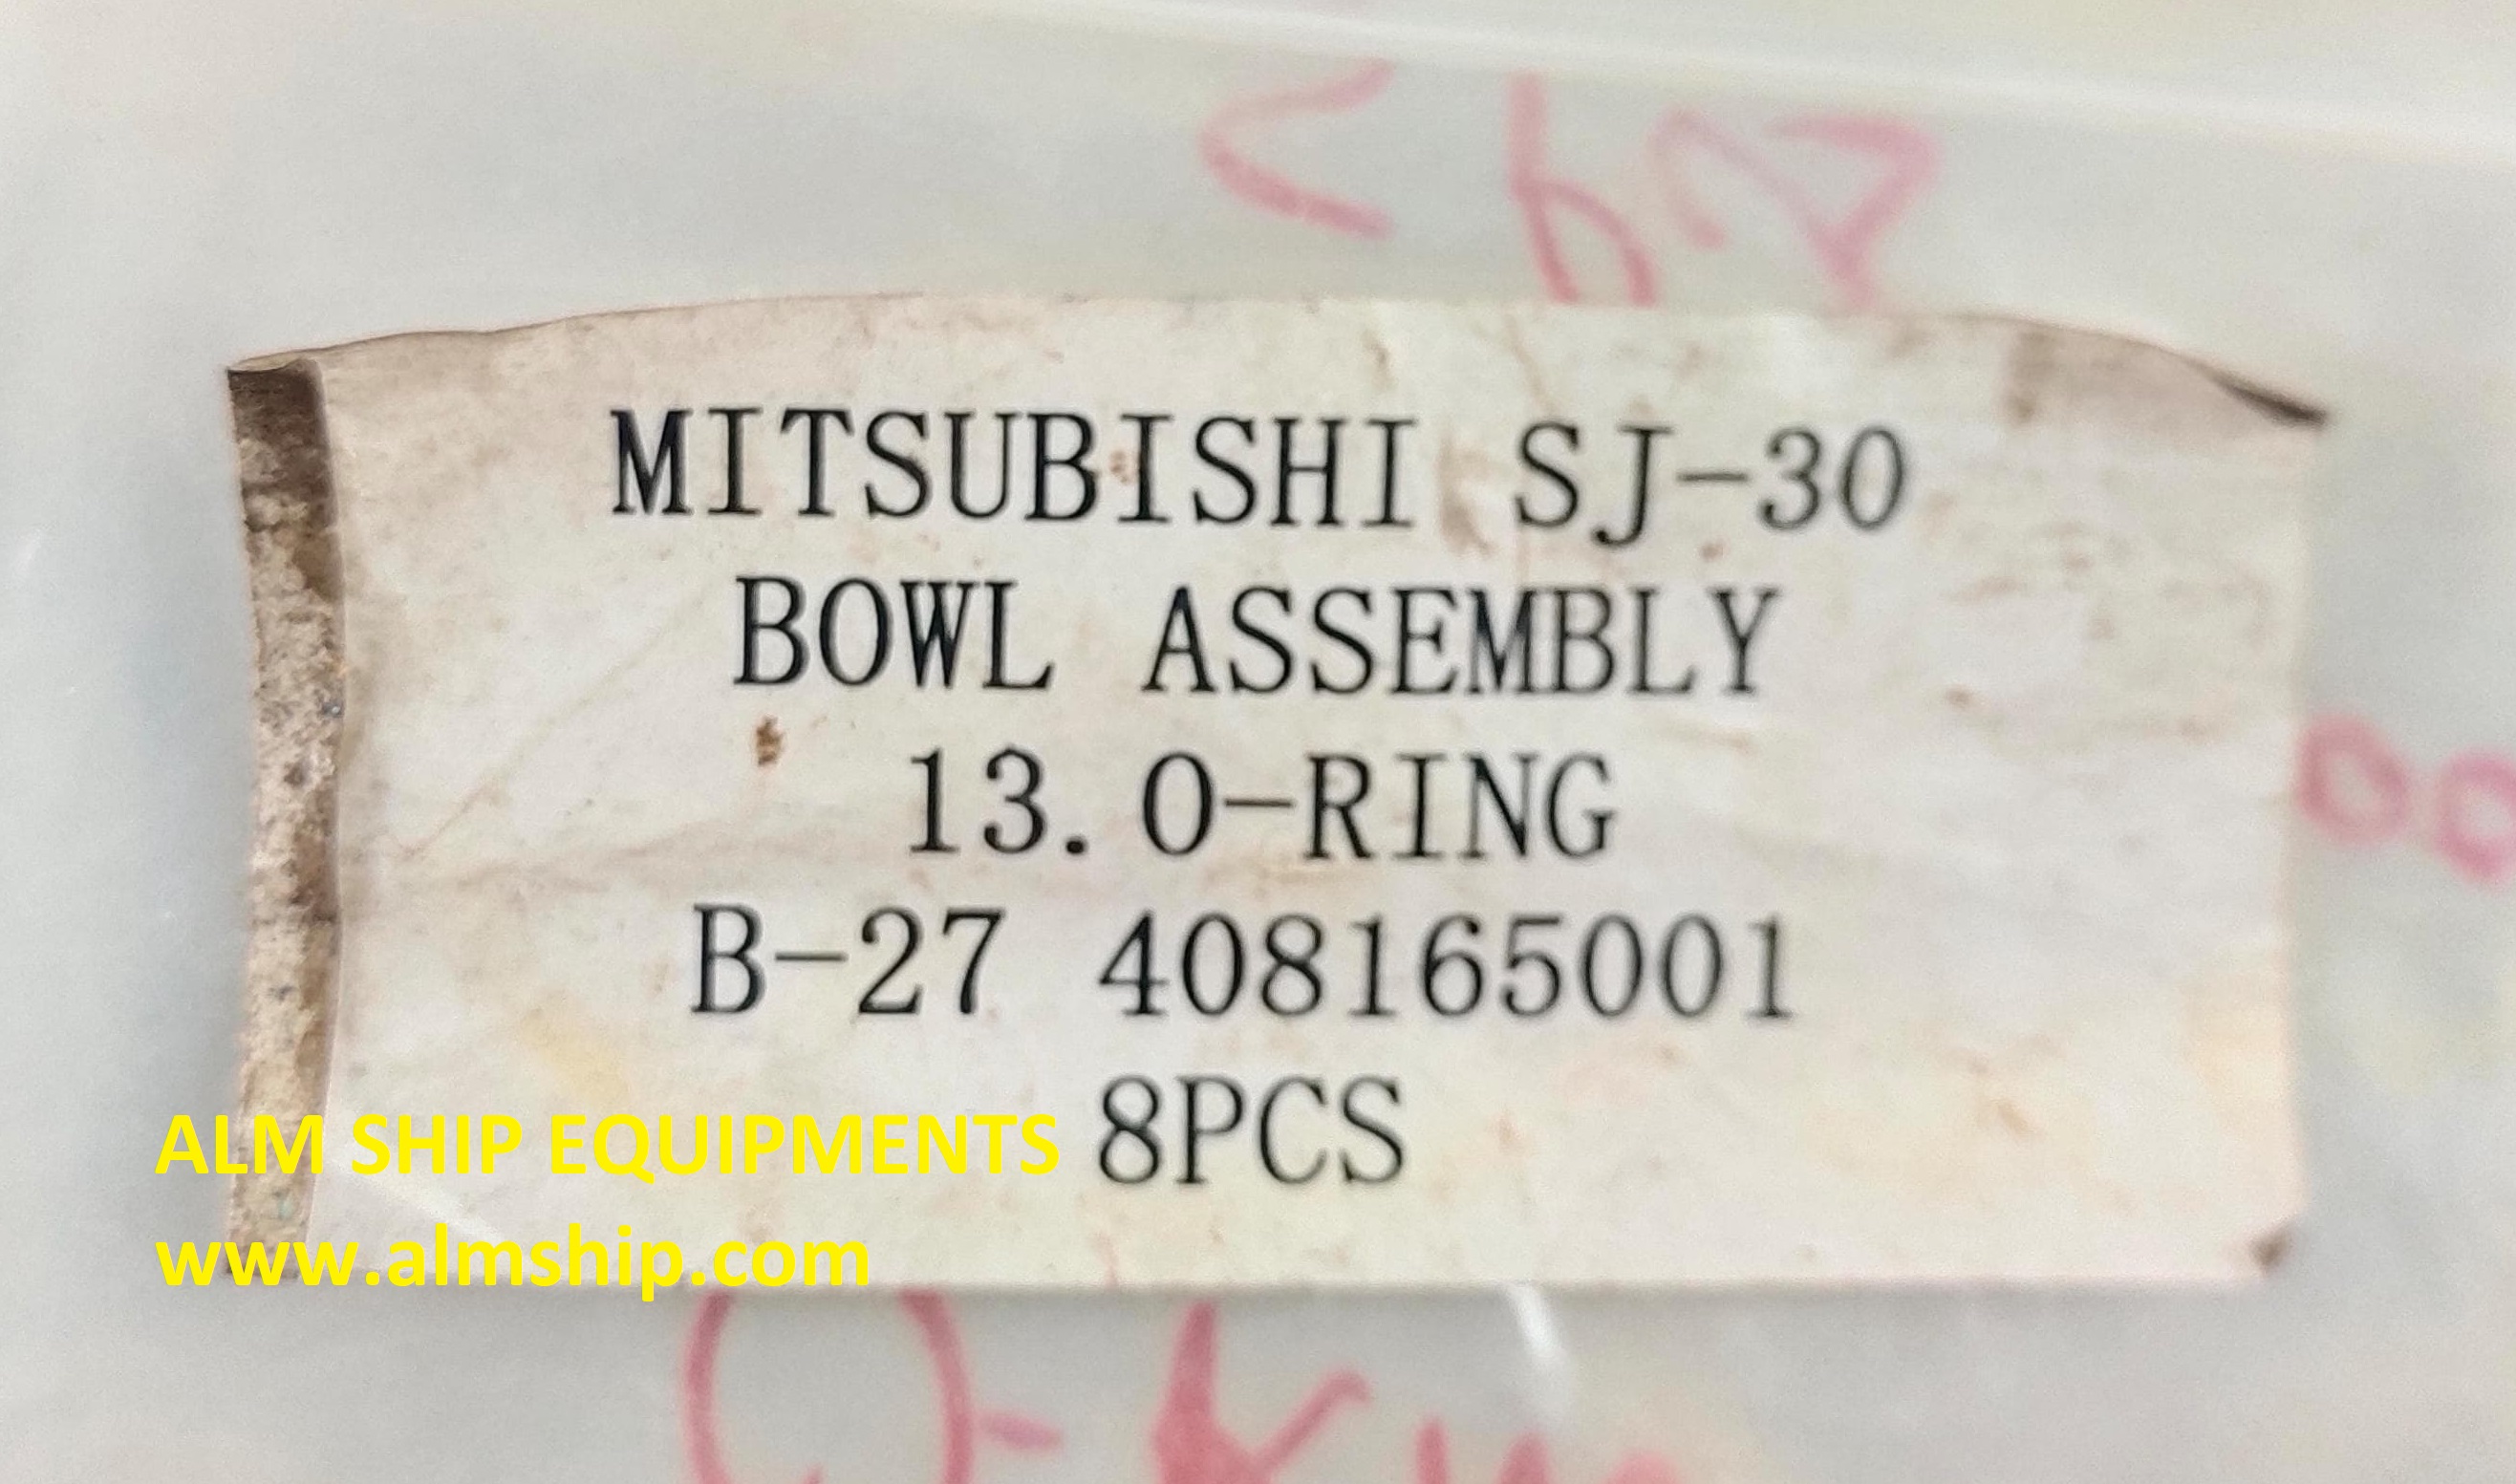 MITSUBISHI SJ-30
BOWL ASSEMBLY
13. O-RING
B-27 408165001
8PCS
ALM SHIP EQUIPMENTS
www.almship.com